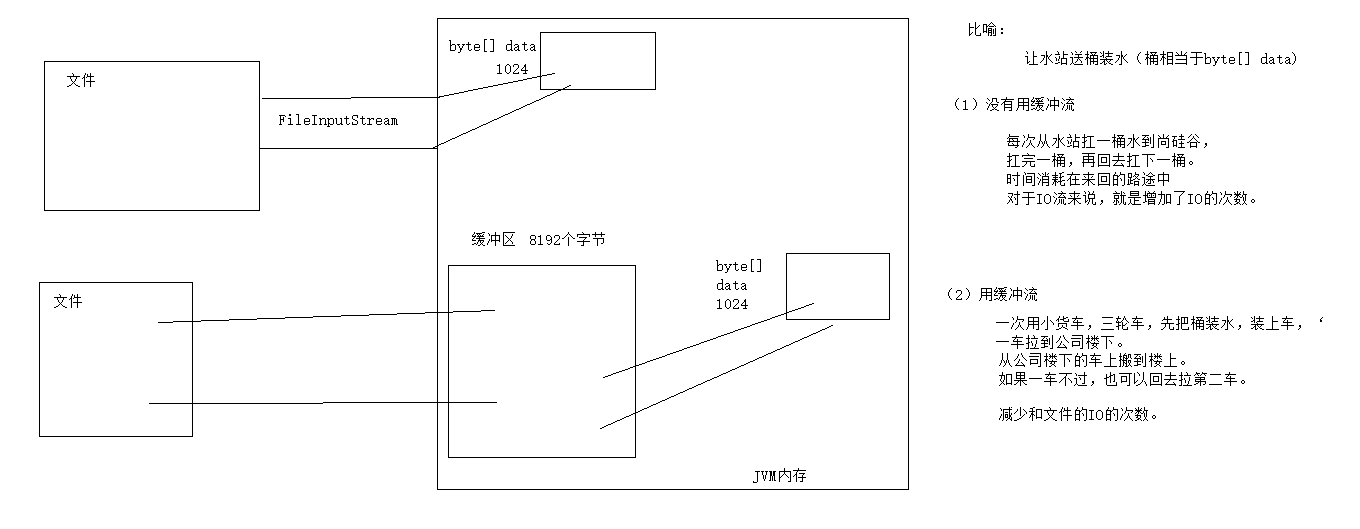 文件
FileInputStream
byte[] data
1024
缓冲区 8192个字节
文件
byte[]
data
1024
JVM内存
比喻：
让水站送桶装水（桶相当于byte[] data）
（1）没有用缓冲流
每次从水站扛一桶水到尚硅谷，
扛完一桶，再回去扛下一桶。
时间消耗在来回的路途中
对于IO流来说，就是增加了IO的次数。
（2）用缓冲流
一次用小货车，三轮车，先把桶装水，装上车，‘
一车拉到公司楼下。
从公司楼下的车上搬到楼上。
如果一车不过，也可以回去拉第二车。
减少和文件的IO的次数。